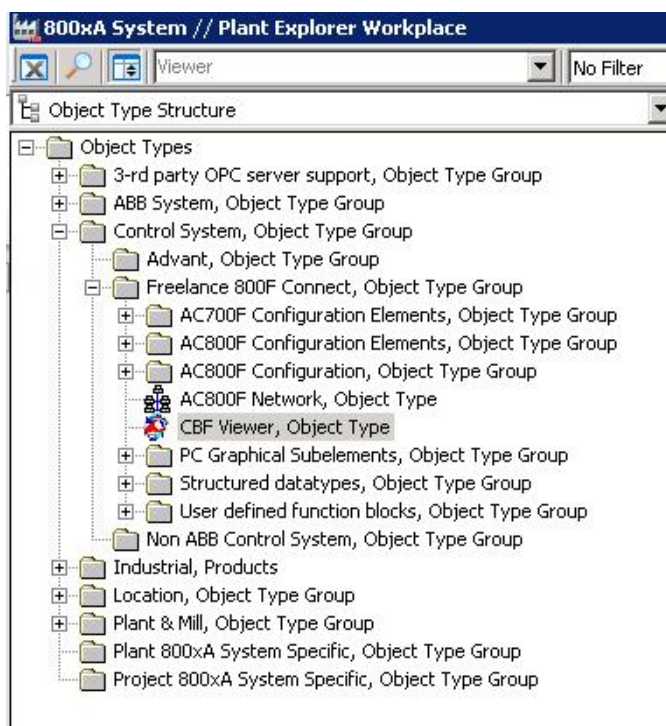 800xA System // Plant Explorer Workplace
Viewer
No Filter
Object Type Structure
Object Types
3-rd party OPC server support, Object Type Group
ABB System, Object Type Group
Control System, Object Type Group
Advant, Object Type Group
Freelance 800F Connect, Object Type Group
AC700F Configuration Elements, Object Type Group
AC800F Configuration Elements, Object Type Group
AC800F Configuration, Object Type Group
AC800F Network, Object Type
CBF Viewer, Object Type
PC Graphical Subelements, Object Type Group
Structured datatypes, Object Type Group
User defined function blocks, Object Type Group
Non ABB Control System, Object Type Group
Industrial, Products
Location, Object Type Group
Plant & Mill, Object Type Group
Plant 800xA System Specific, Object Type Group
Project 800xA System Specific, Object Type Group